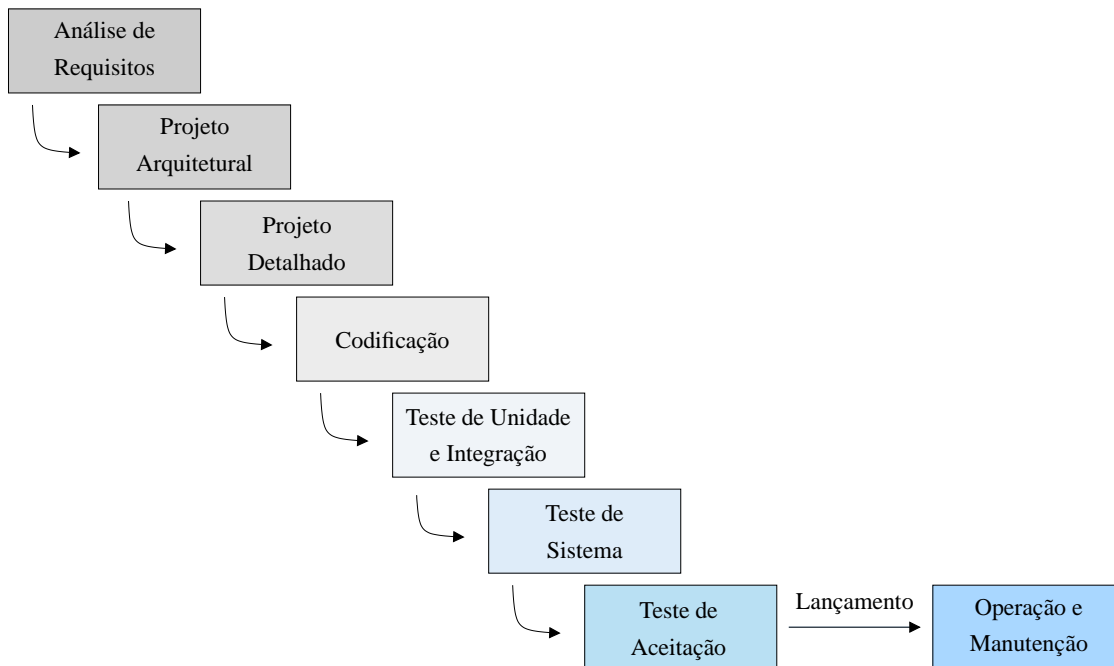 Análise de
Requisitos
Projeto
Arquitetural
Projeto
Detalhado
Codificação
Teste de Unidade
e Integração
Teste de
Sistema
Teste de
Aceitação
Lançamento
Operação e
Manutenção